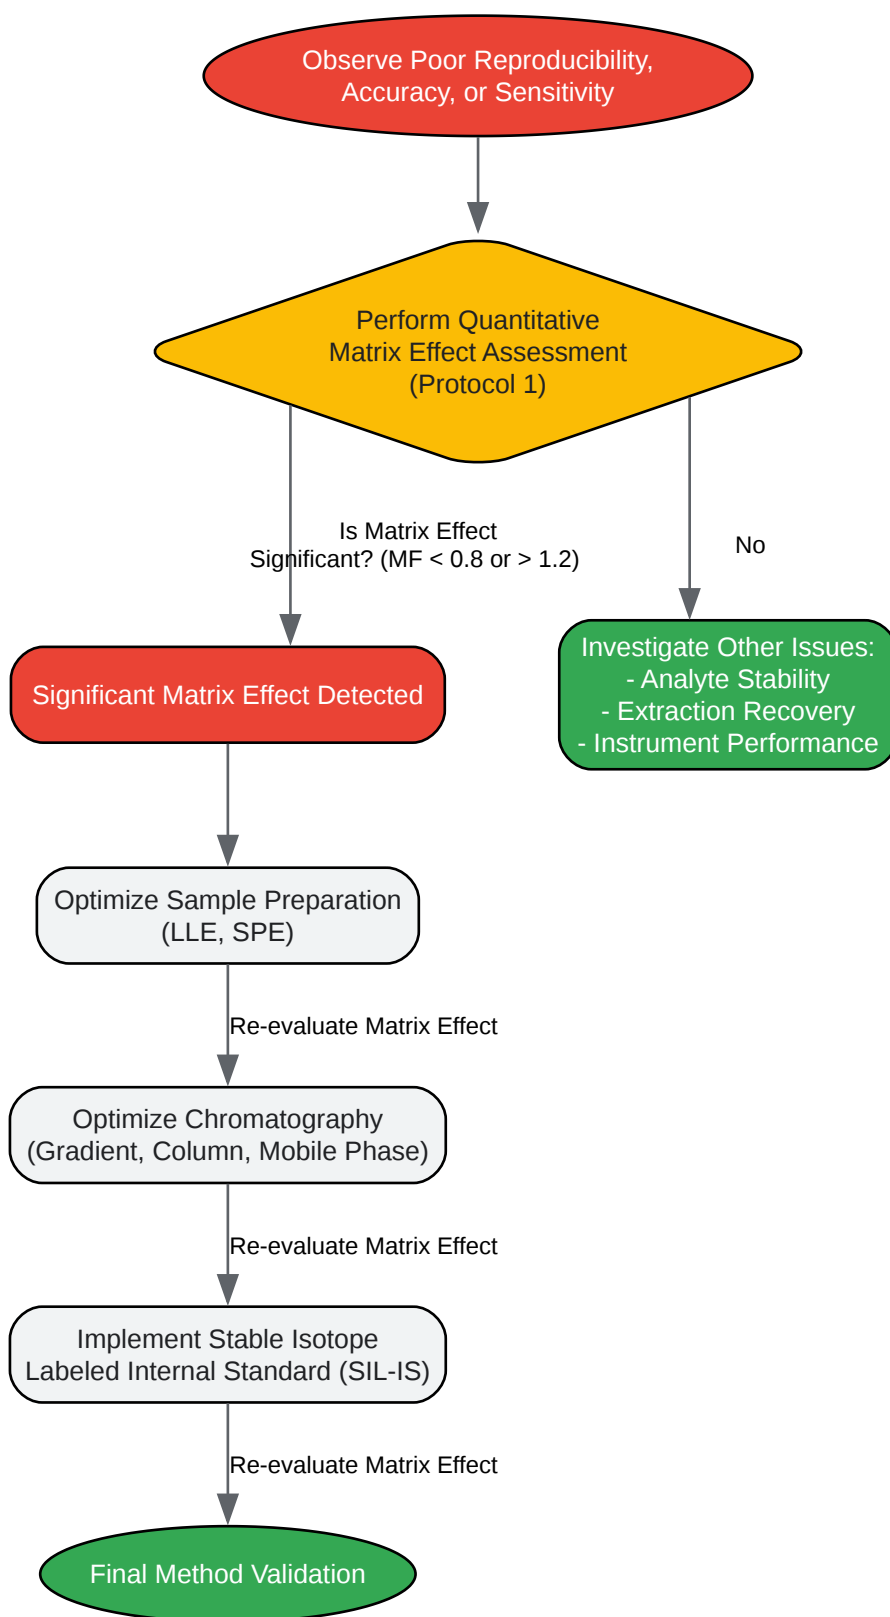 Observe Poor Reproducibility,
Accuracy, or Sensitivity
Perform Quantitative
Matrix Effect Assessment
(Protocol 1)
Is Matrix Effect
Significant? (MF < 0.8 or > 1.2)
No
Investigate Other Issues:
- Analyte Stability
- Extraction Recovery
- Instrument Performance
Significant Matrix Effect Detected
Optimize Sample Preparation
(LLE, SPE)
Re-evaluate Matrix Effect
Optimize Chromatography
(Gradient, Column, Mobile Phase)
Re-evaluate Matrix Effect
Implement Stable Isotope
Labeled Internal Standard (SIL-IS)
Re-evaluate Matrix Effect
Final Method Validation